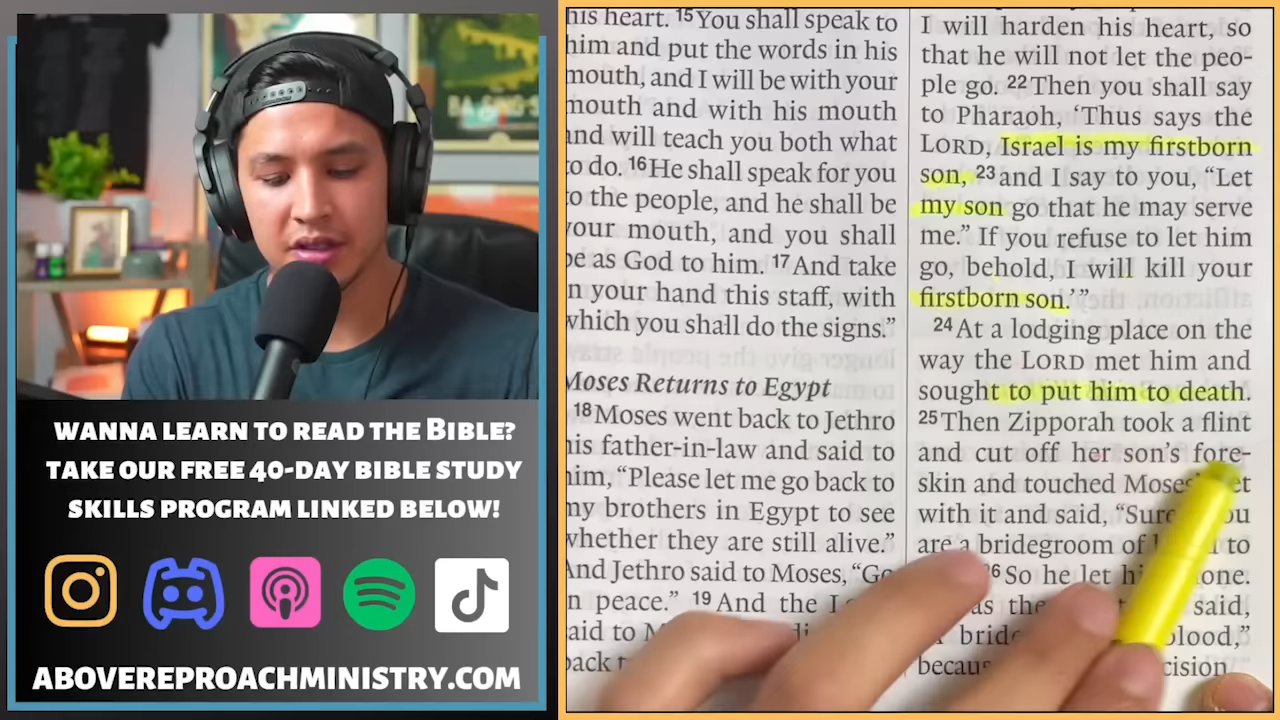 WANNA LEARN TO READ THE BIBLE?
TAKE OUR FREE 40-DAY BIBLE STUDY
SKILLS PROGRAM LINKED BELOW!
ABOVEREPROACHMINISTRY.COM
his heart. 15 You shall speak to
him and put the words in his
mouth, and I will be with your
mouth and with his mouth
and will teach you both what
to do. 16 He shall speak for you
to the people, and he shall be
your mouth, and you shall
be as God to him. 17 And take
in your hand this staff, with
which you shall do the signs.”
Moses Returns to Egypt
18 Moses went back to Jethro
his father-in-law and said to
him, “Please let me go back to
my brothers in Egypt to see
whether they are still alive.”
And Jethro said to Moses, “Go
in peace.” 19 And the
said to
back
I will harden his heart, so
that he will not let the peo-
ple go. 22 Then you shall say
to Pharaoh, ‘Thus says the
LORD, Israel is my firstborn
son, 23 and I say to you, “Let
my son go that he may serve
me.” If you refuse to let him
go, behold, I will kill your
firstborn son.’”
24 At a lodging place on the
way the LORD met him and
sought to put him to death.
25 Then Zipporah took a flint
and cut off her son’s fore-
skin and touched Moses’
with it and said, “Surely you
are a bridegroom of to
26 So he let him alone.
as the said,
blood,”